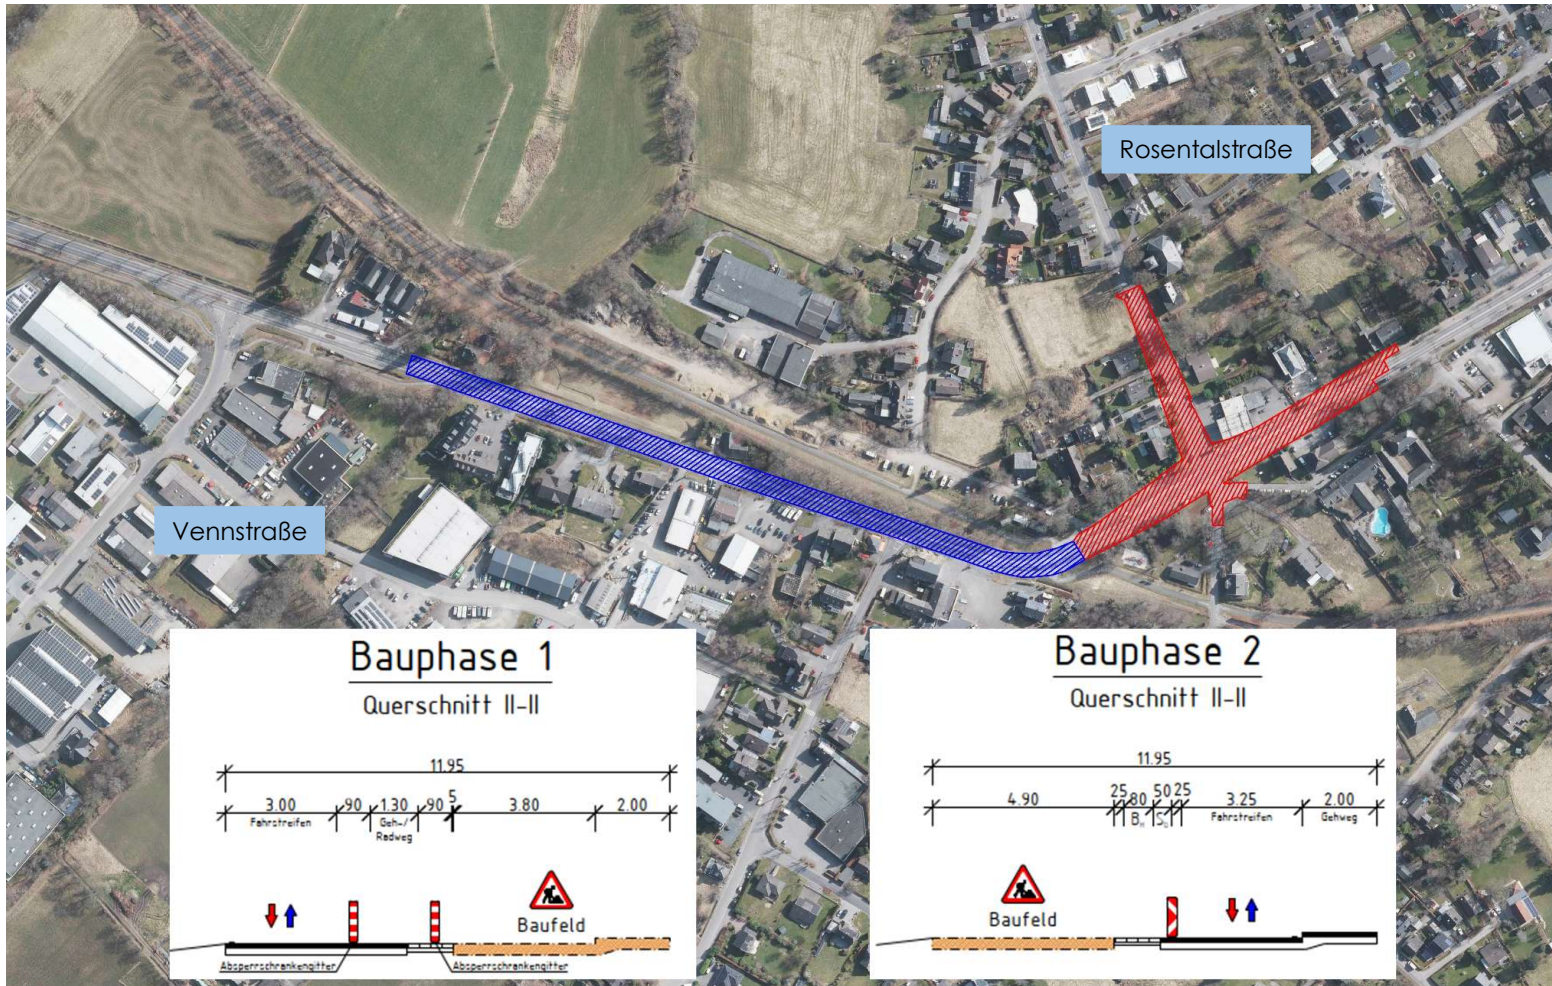 Rosentalstraße
Vennstraße
Bauphase 1
Querschnitt II-II
11.95
3.00 90 1.30 90 5 3.80 2.00
Fahrstreifen Geh-/
Radweg
Baufeld
Absperrschrankengitter Absperrschrankengitter
Bauphase 2
Querschnitt II-II
11.95
4.90 25 80 50 25 3.25 2.00
Fahrstreifen Gehweg
Baufeld